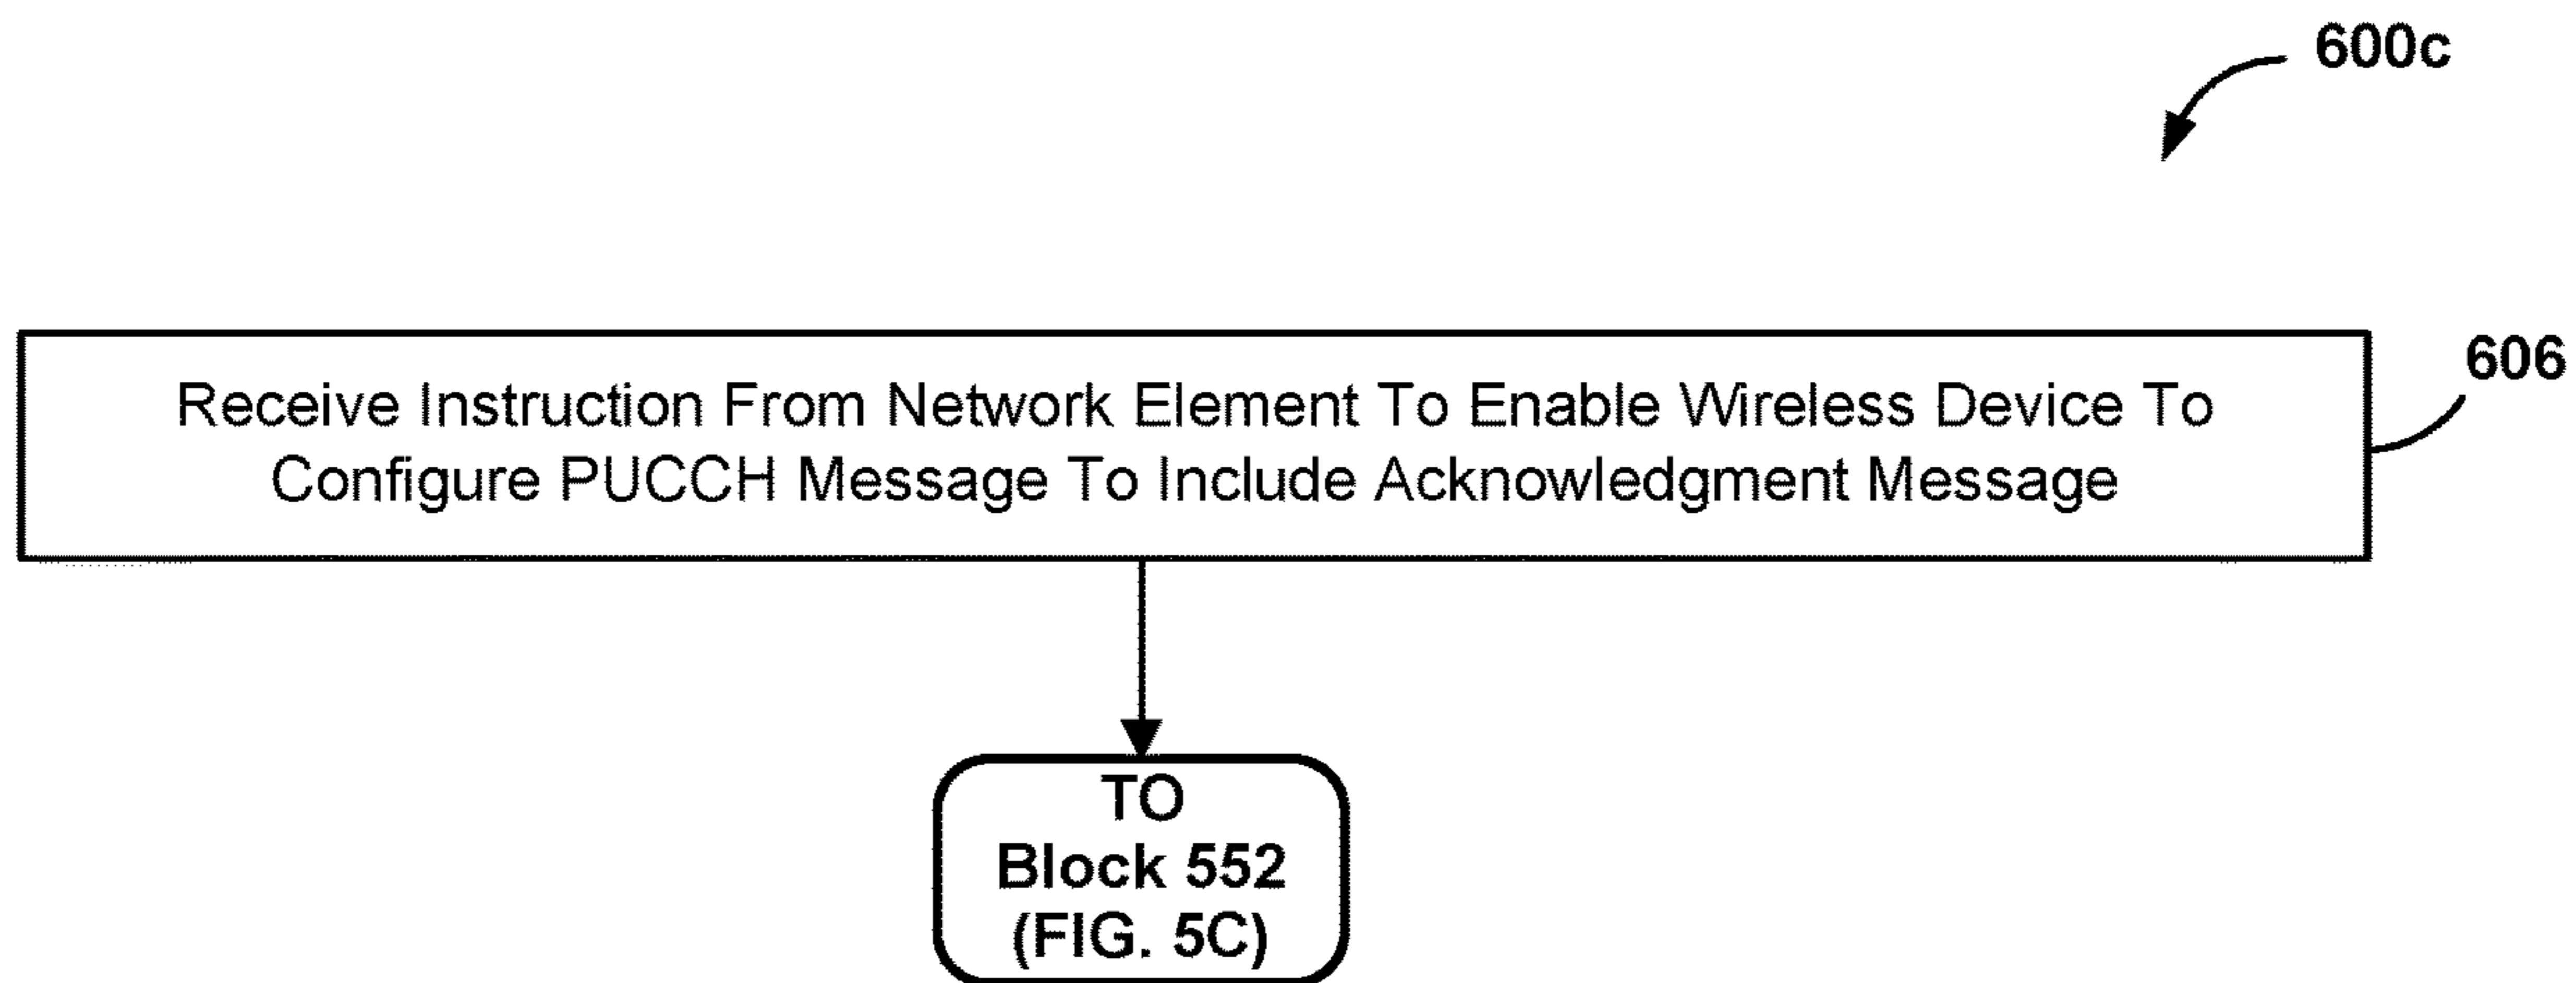 600c
Receive Instruction From Network Element To Enable Wireless Device To
Configure PUCCH Message To Include Acknowledgment Message
606
TO
Block 552
(FIG. 5C)